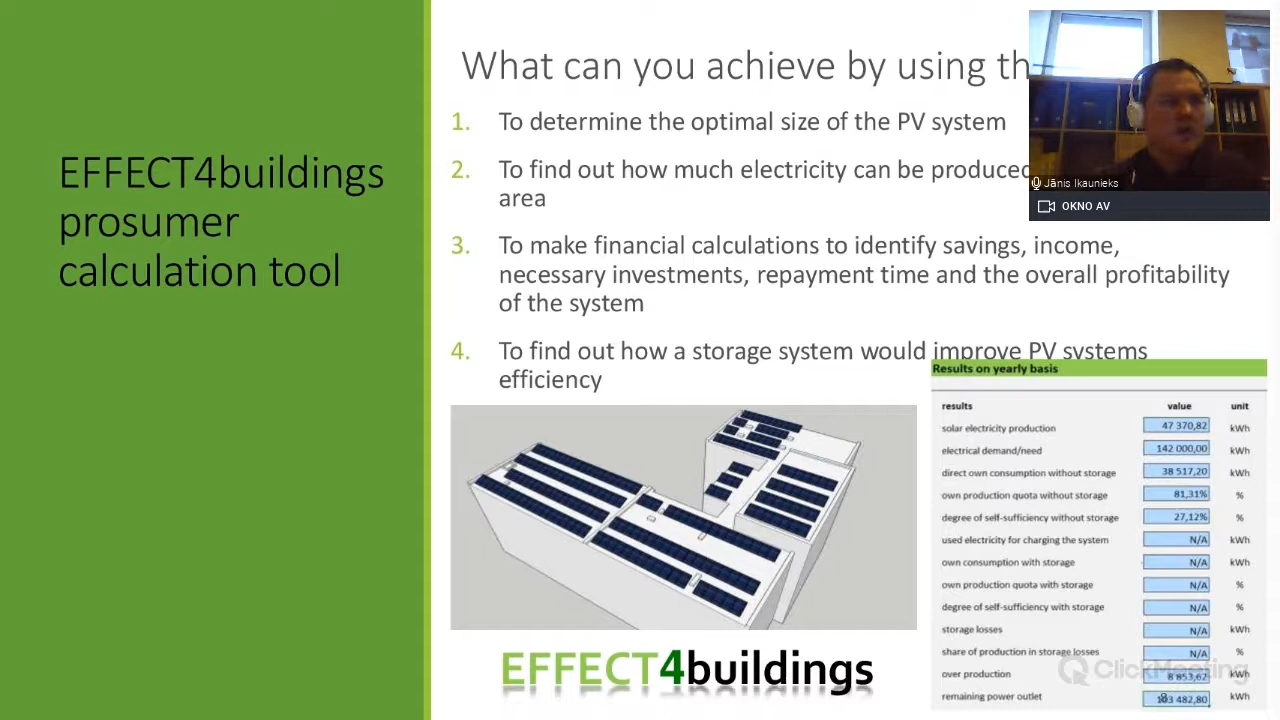 EFFECT4buildings
prosumer
calculation tool
What can you achieve by using th
1. To determine the optimal size of the PV system
2. To find out how much electricity can be produced
area
3. To make financial calculations to identify savings, income,
necessary investments, repayment time and the overall profitability
of the system
4. To find out how a storage system would improve PV systems
efficiency
Jānis Ikaunieks
OKNO AV
Results on yearly basis
results value unit
solar electricity production 47 370,82 kWh
electrical demand/need 142 000,00 kWh
direct own consumption without storage 38 517,20 kWh
own production quota without storage 81,31% %
degree of self-sufficiency without storage 27,12% %
used electricity for charging the system N/A kWh
own consumption with storage N/A kWh
own production quota with storage N/A %
degree of self-sufficiency with storage N/A %
storage losses N/A kWh
share of production in storage losses N/A %
over production 8 853,62 kWh
remaining power outlet 103 482,80 kWh
EFFECT4buildings
ClickMeeting
8